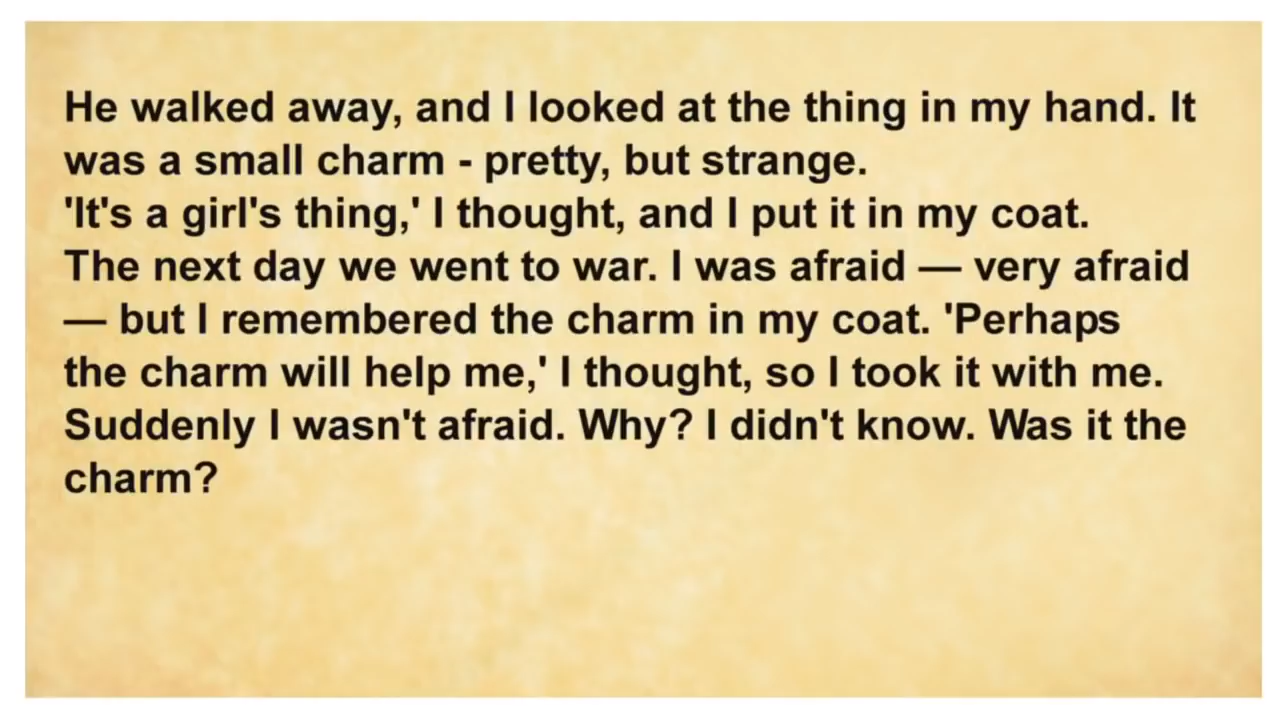 He walked away, and I looked at the thing in my hand. It
was a small charm - pretty, but strange.
'It's a girl's thing,' I thought, and I put it in my coat.
The next day we went to war. I was afraid — very afraid
— but I remembered the charm in my coat. 'Perhaps
the charm will help me,' I thought, so I took it with me.
Suddenly I wasn't afraid. Why? I didn't know. Was it the
charm?